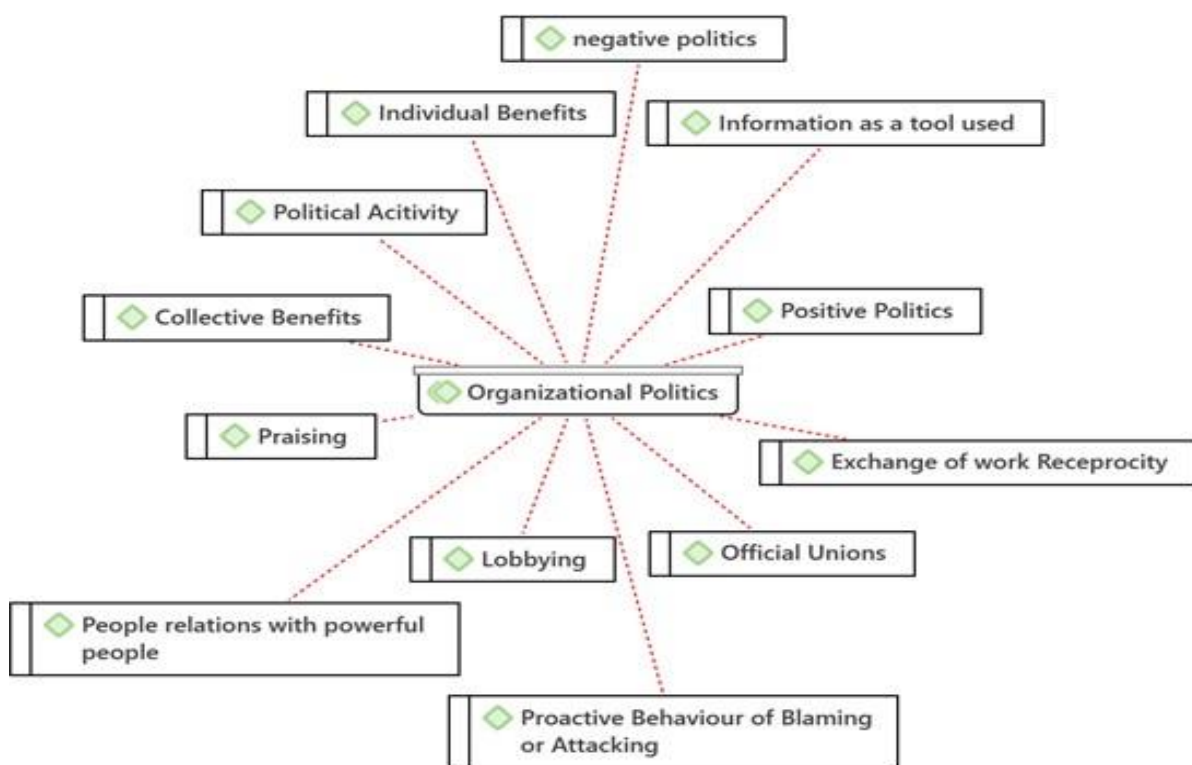 negative politics
Individual Benefits
Information as a tool used
Political Acitivity
Collective Benefits
Positive Politics
Organizational Politics
Praising
Exchange of work Receprocity
Lobbying
Official Unions
People relations with powerful
people
Proactive Behaviour of Blaming
or Attacking